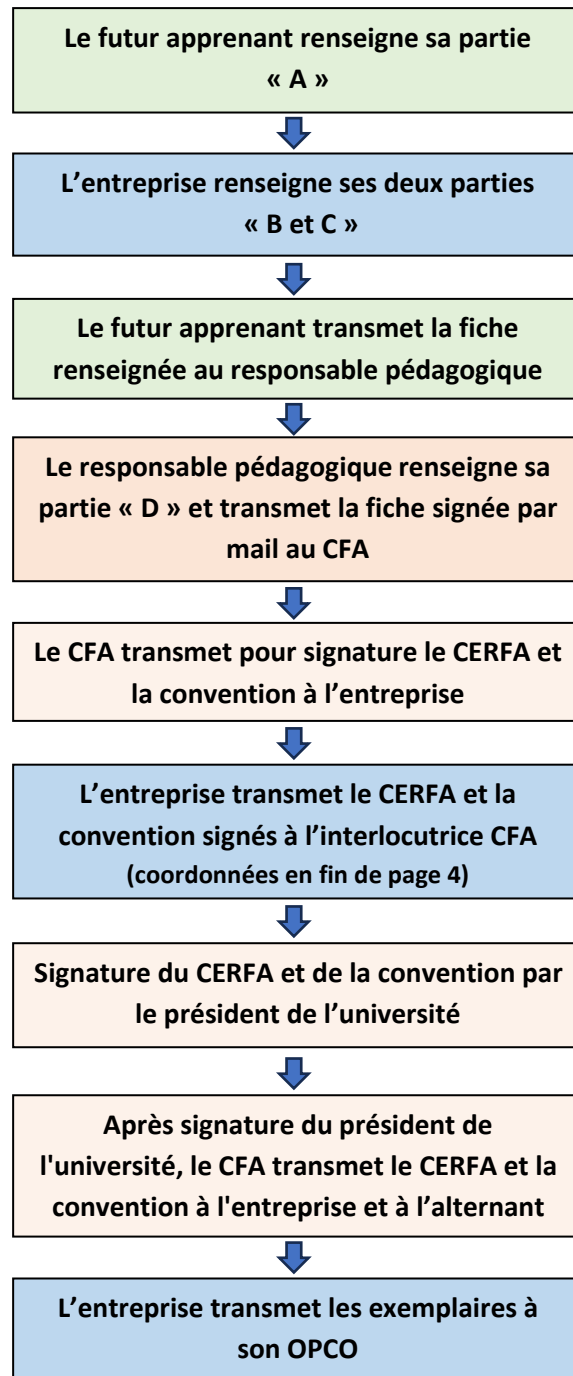 Le futur apprenant renseigne sa partie
« A »
L’entreprise renseigne ses deux parties
« B et C »
Le futur apprenant transmet la fiche
renseignée au responsable pédagogique
Le responsable pédagogique renseigne sa
partie « D » et transmet la fiche signée par
mail au CFA
Le CFA transmet pour signature le CERFA et
la convention à l’entreprise
L’entreprise transmet le CERFA et la
convention signés à l’interlocutrice CFA
(coordonnées en fin de page 4)
Signature du CERFA et de la convention par
le président de l’université
Après signature du président de
l'université, le CFA transmet le CERFA et la
convention à l'entreprise et à l’alternant
L’entreprise transmet les exemplaires à
son OPCO